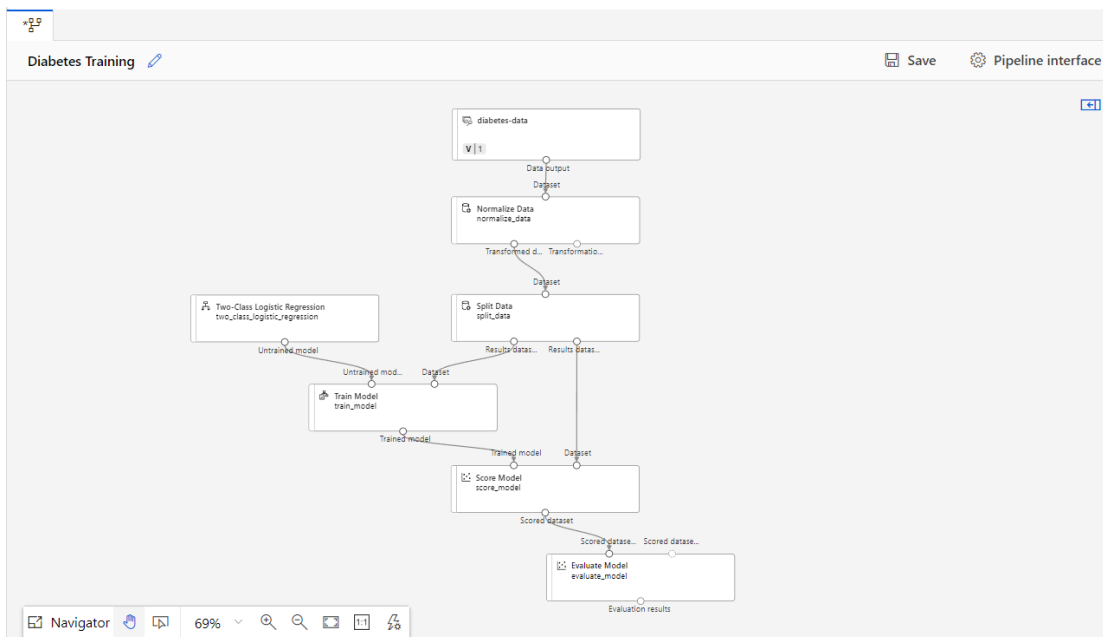 Diabetes Training
Save
Pipeline interface
diabetes-data
V 1
Data output
Dataset
Normalize Data
normalize_data
Transformed d... Transformatio...
Dataset
Two-Class Logistic Regression
two_class_logistic_regression
Untrained model
Split Data
split_data
Results datas... Results datas...
Untrained mod... Dataset
Train Model
train_model
Trained model
Trained model Dataset
Score Model
score_model
Scored dataset
Scored datase... Scored datase...
Evaluate Model
evaluate_model
Evaluation results
Navigator 69% 1:1